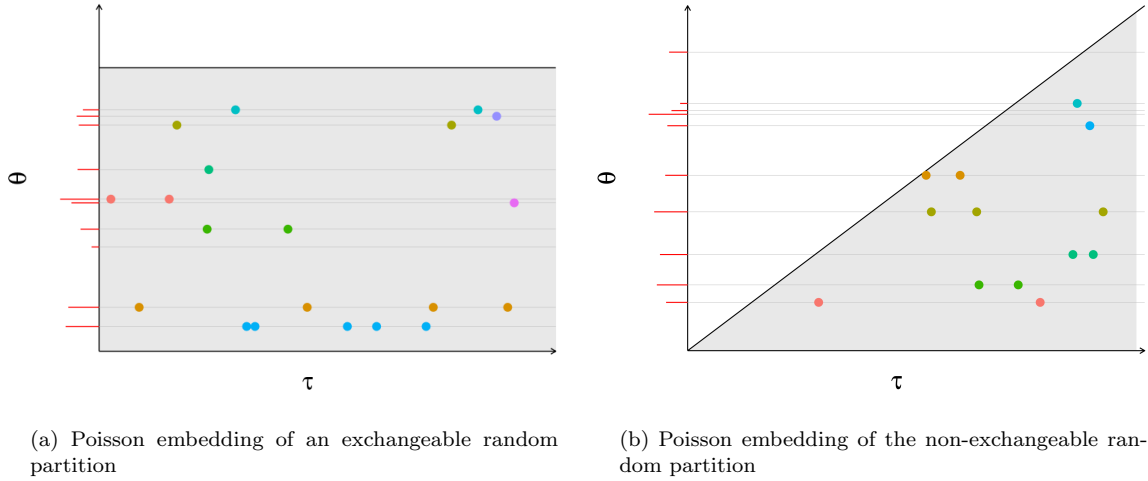 θ
τ
(a) Poisson embedding of an exchangeable random
partition
θ
τ
(b) Poisson embedding of the non-exchangeable ran-
dom partition